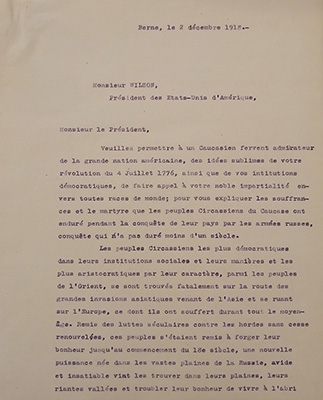 Berne, le 2 décembre 1918.-
Monsieur WILSON,
Président des Etats-Unis d'Amérique,
Monsieur le Président,
Veuillez permettre à un Caucasien fervent admirateur
de la grande nation américaine, des idées sublimes de votre
révolution du 4 Juillet 1776, ainsi que de vos intitutions
démocratiques, de faire appel à votre noble impartialité en-
vers toutes races de monde; pour vous expliquer les souffran-
ces et le martyre que les peuples Circassiens du Caucase ont
enduré pendant la conquête de leur pays par les armées russes,
conquête qui n'a pas duré moins d'un siècle.
Les peuples Circassiens les plus démocratiques
dans leurs institutions sociales et leurs manières et les
plus aristocratiques par leur caractère, parmi les peuples
de l'Orient, se sont trouvés fatalement sur la route des
grandes invasions asiatiques venant de l'Asie et se ruant
sur l'Europe, ce dont ils ont souffert durant tout le moyen-
âge. Remis des luttes séculaires contre les hordes sans cesse
renouvelées, ces peuples s'étaient remis à forger leur
bonheur jusqu'au commencement du 18e siècle, une nouvelle
puissance née dans les vastes plaines de la Russie, avide
et insatiable vint les trouver dans leurs plaines, leurs
riantes vallées et troubler leur bonheur de vivre à l'abri